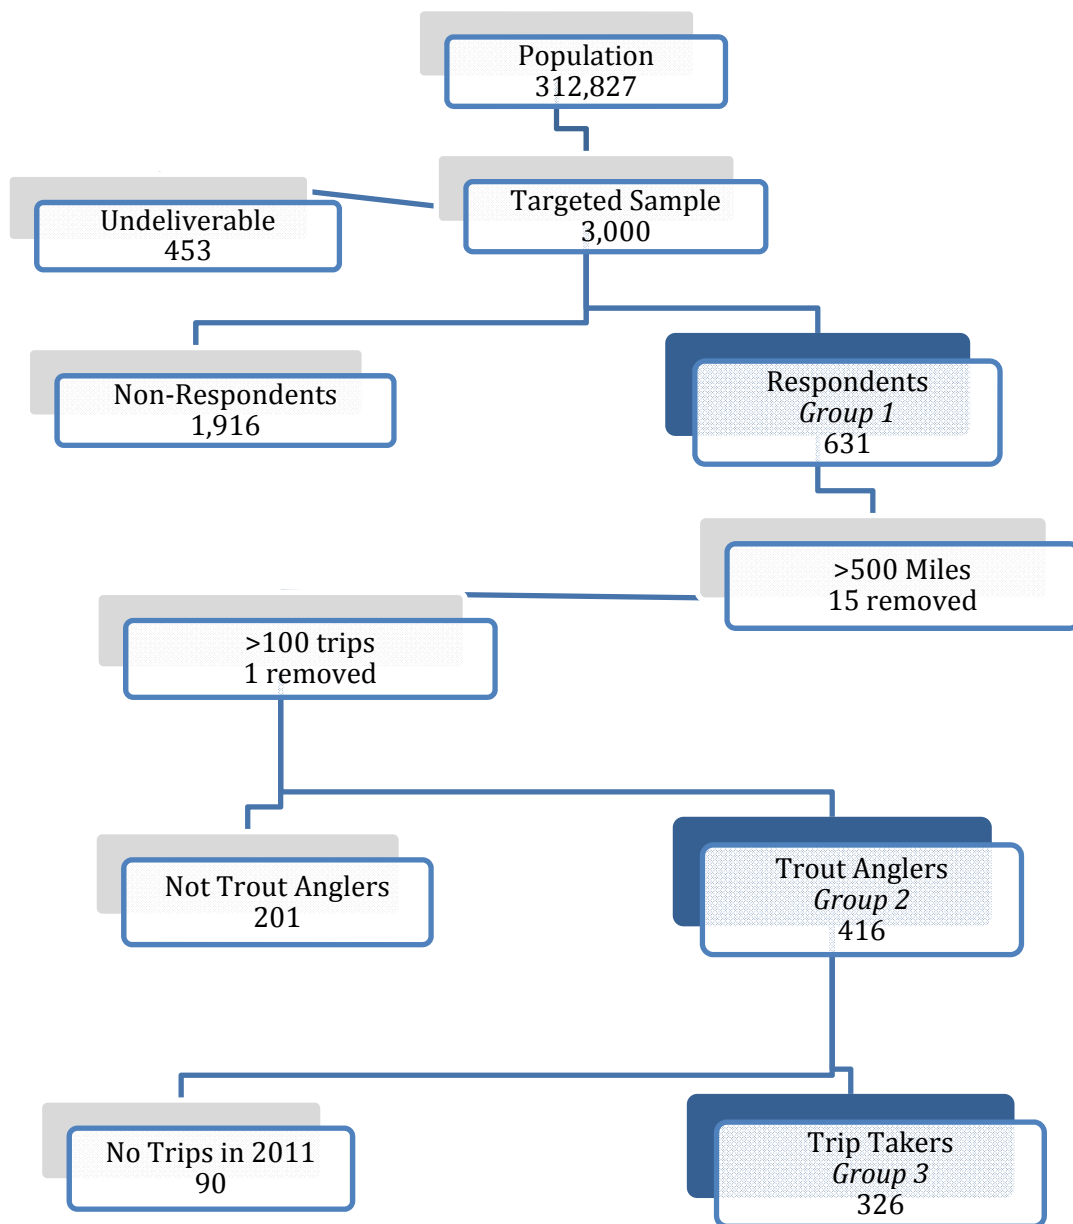 Population
312,827
Targeted Sample
3,000
Undeliverable
453
Non-Respondents
1,916
Respondents
Group 1
631
>500 Miles
15 removed
>100 trips
1 removed
Not Trout Anglers
201
Trout Anglers
Group 2
416
No Trips in 2011
90
Trip Takers
Group 3
326